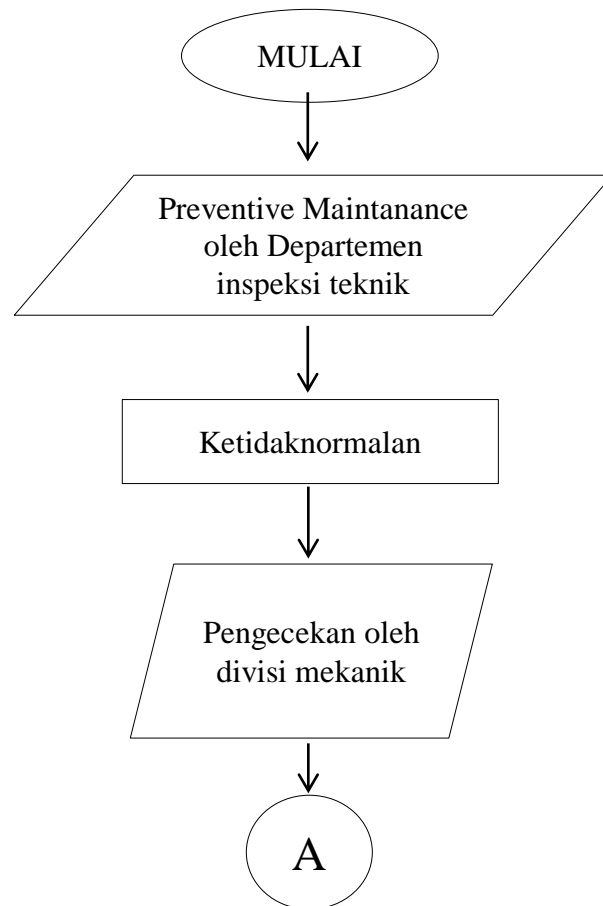 MULAI
Preventive Maintanance
oleh Departemen
inspeksi teknik
Ketidaknormalan
Pengecekan oleh
divisi mekanik
A